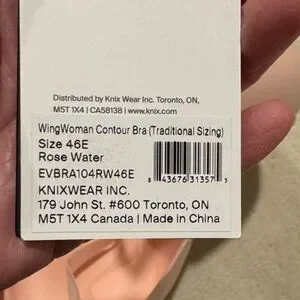 Distributed by Knix Wear Inc. Toronto, ON,
M5T 1X4 | CA58138 | www.knix.com
WingWoman Contour Bra (Traditional Sizing)
Size 46E
Rose Water
EVBRA104RW46E
8 43676 31357 5
KNIXWEAR INC.
179 John St. #600 Toronto, ON
M5T 1X4 Canada | Made in China